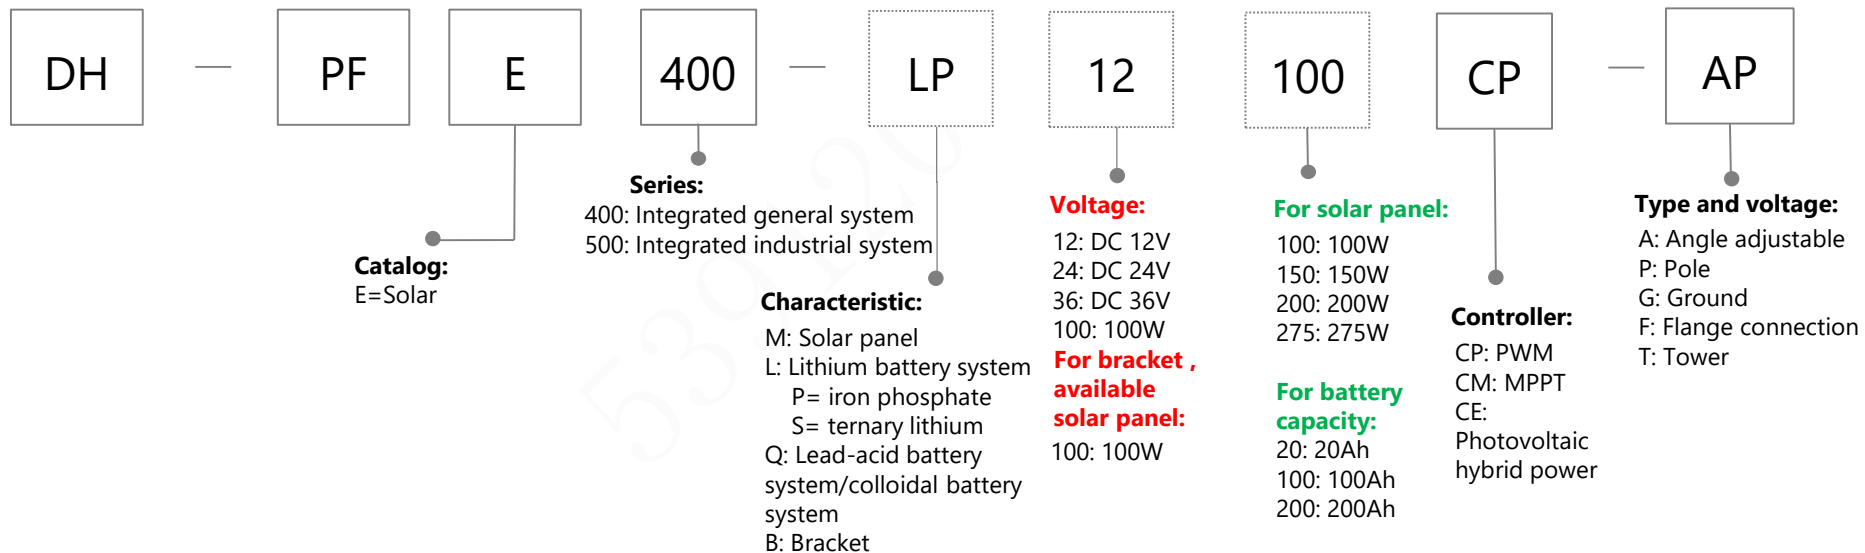 DH — PF E 400 — LP 12 100 CP — AP
Catalog:
E=Solar
Series:
400: Integrated general system
500: Integrated industrial system
Characteristic:
M: Solar panel
L: Lithium battery system
P= iron phosphate
S= ternary lithium
Q: Lead-acid battery
system/colloidal battery
system
B: Bracket
Voltage:
12: DC 12V
24: DC 24V
36: DC 36V
100: 100W
For bracket ,
available
solar panel:
100: 100W
For solar panel:
100: 100W
150: 150W
200: 200W
275: 275W
For battery
capacity:
20: 20Ah
100: 100Ah
200: 200Ah
Controller:
CP: PWM
CM: MPPT
CE:
Photovoltaic
hybrid power
Type and voltage:
A: Angle adjustable
P: Pole
G: Ground
F: Flange connection
T: Tower
539120